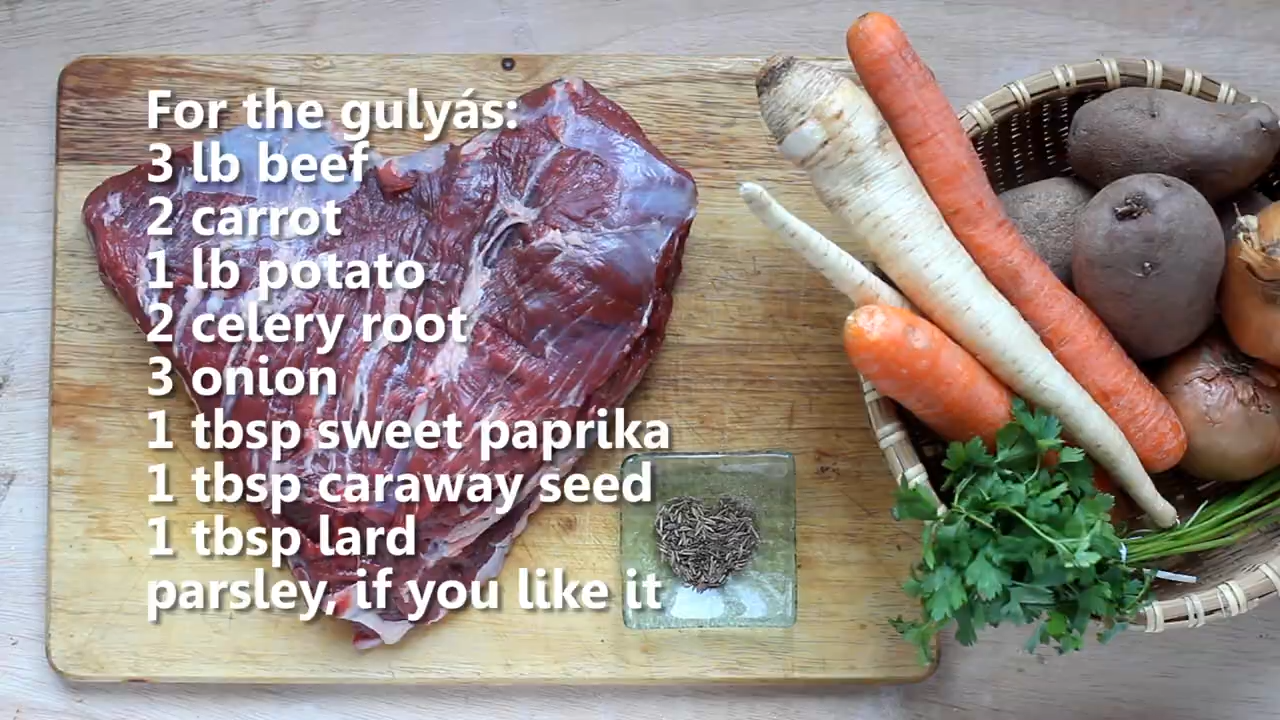 For the gulyás:
3 lb beef
2 carrot
1 lb potato
2 celery root
3 onion
1 tbsp sweet paprika
1 tbsp caraway seed
1 tbsp lard
parsley, if you like it